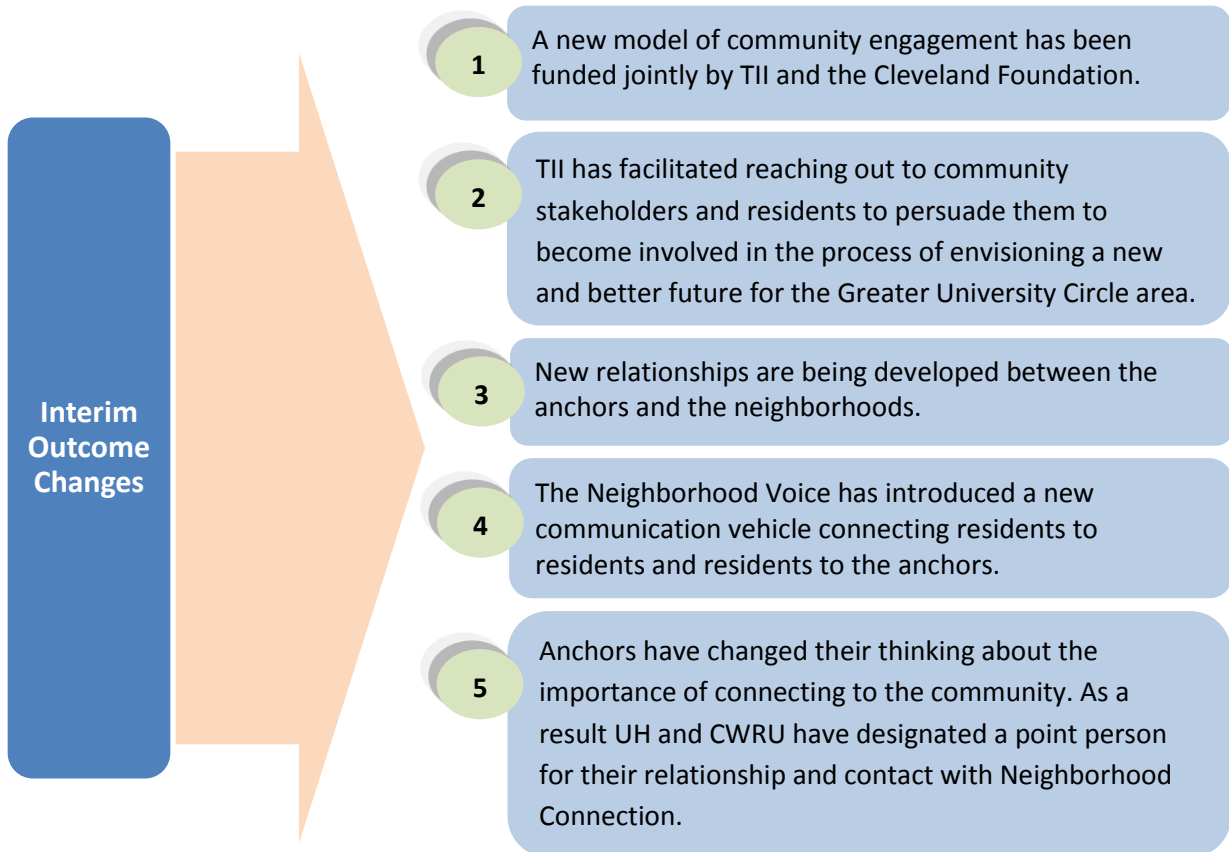 Interim
Outcome
Changes
1
A new model of community engagement has been
funded jointly by TII and the Cleveland Foundation.
2
TII has facilitated reaching out to community
stakeholders and residents to persuade them to
become involved in the process of envisioning a new
and better future for the Greater University Circle area.
3
New relationships are being developed between the
anchors and the neighborhoods.
4
The Neighborhood Voice has introduced a new
communication vehicle connecting residents to
residents and residents to the anchors.
5
Anchors have changed their thinking about the
importance of connecting to the community. As a
result UH and CWRU have designated a point person
for their relationship and contact with Neighborhood
Connection.